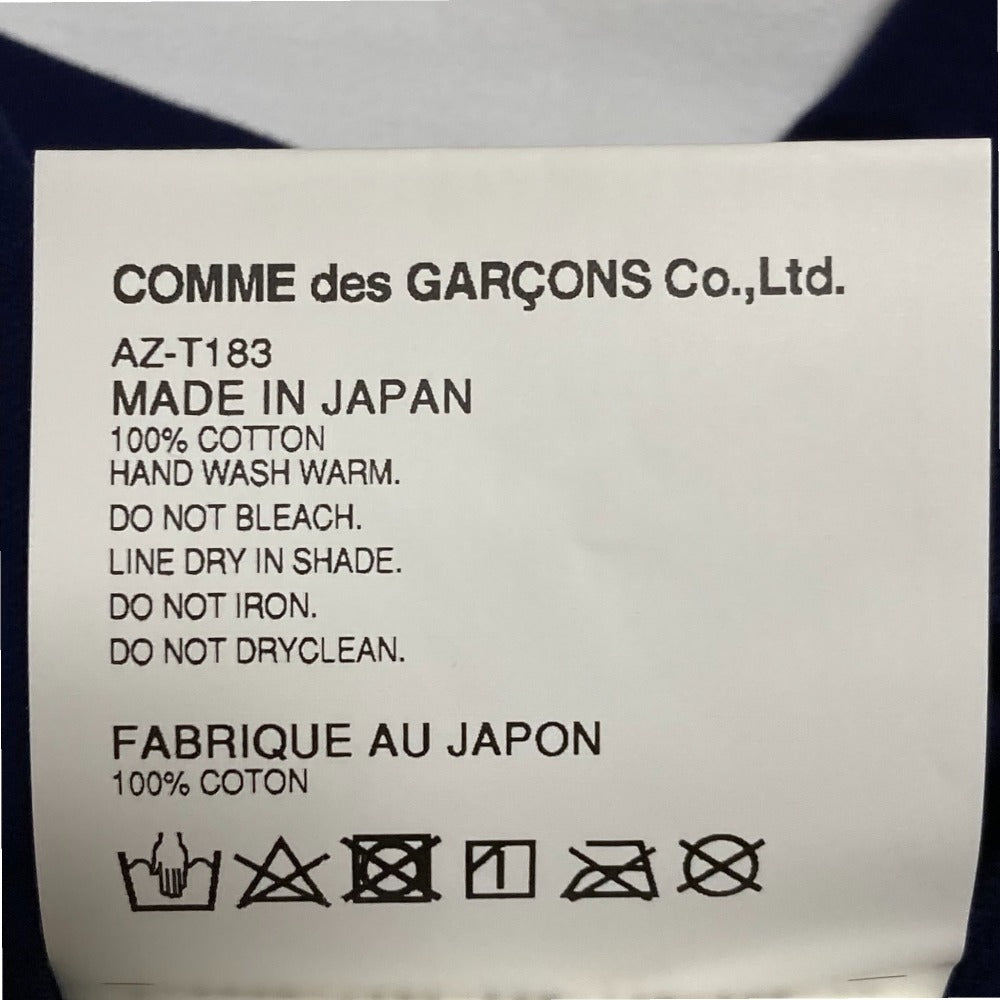 COMME des GARÇONS Co.,Ltd.
AZ-T183
MADE IN JAPAN
100% COTTON
HAND WASH WARM.
DO NOT BLEACH.
LINE DRY IN SHADE.
DO NOT IRON.
DO NOT DRYCLEAN.
FABRIQUE AU JAPON
100% COTON